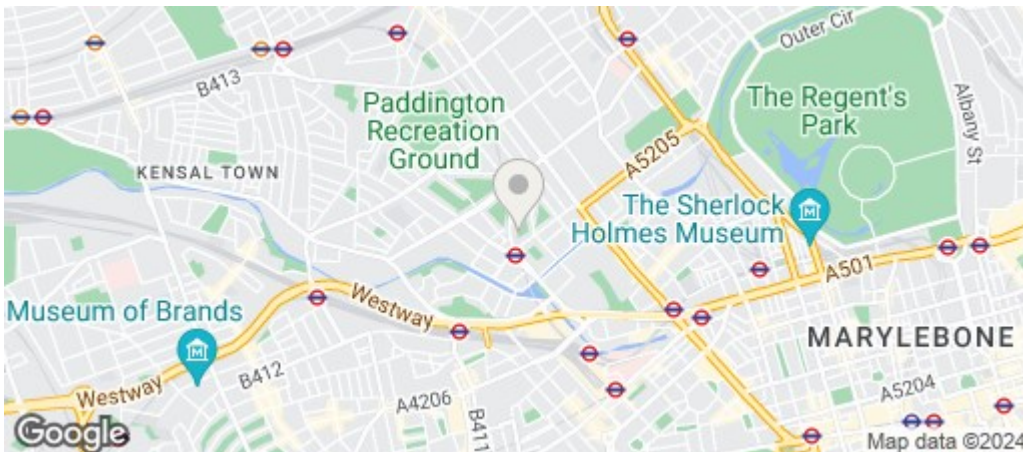 Outer Cir
B413
Paddington
Recreation
Ground
The Regent's
Park
Albany St
A5205
KENSAL TOWN
The Sherlock
Holmes Museum
A501
Westway
Museum of Brands
MARYLEBONE
B412
Westway
A4206
B411
A5204
Google
Map data ©2024